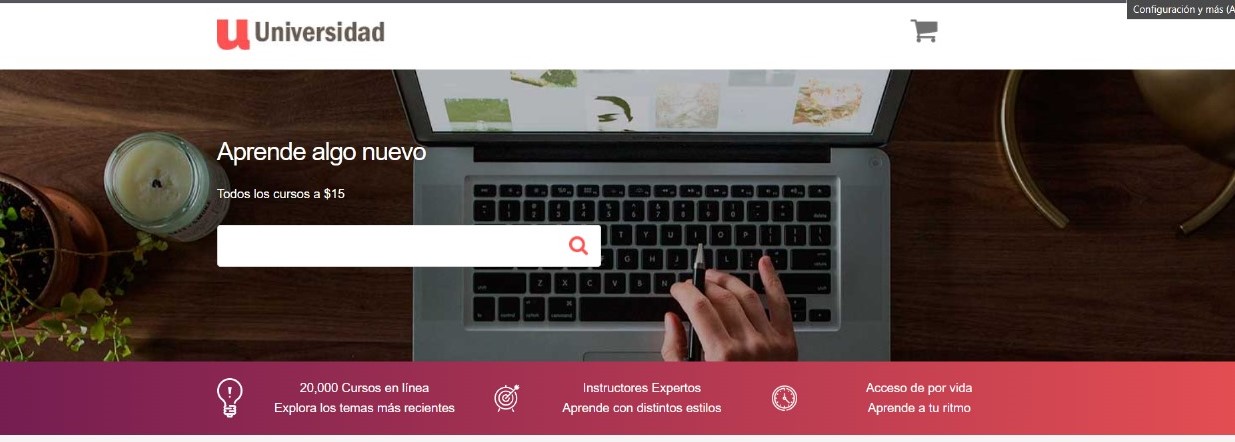 Configuración y más (A
u Universidad
Aprende algo nuevo
Todos los cursos a $15
20,000 Cursos en línea
Explora los temas más recientes
Instructores Expertos
Aprende con distintos estilos
Acceso de por vida
Aprende a tu ritmo